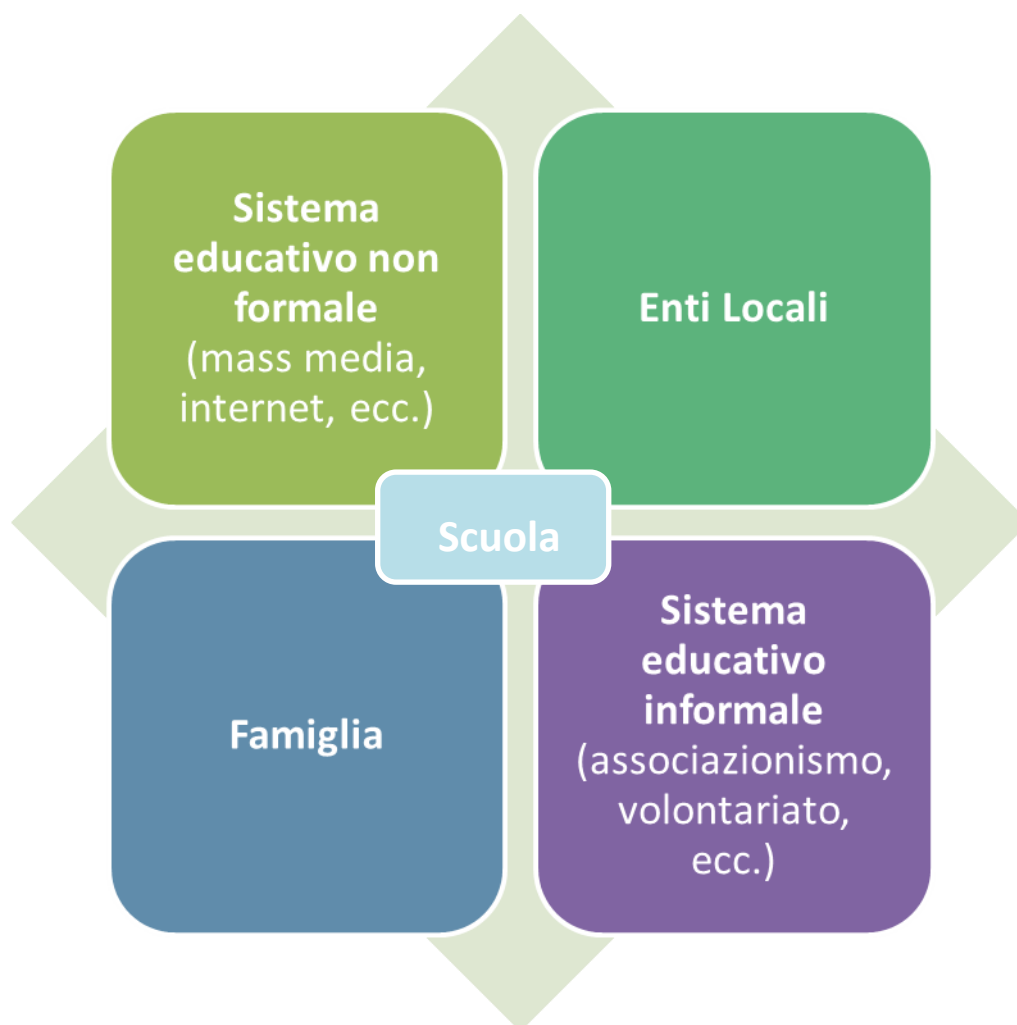 Sistema
educativo non
formale
(mass media,
internet, ecc.)
Enti Locali
Scuola
Famiglia
Sistema
educativo
informale
(associazionismo,
volontariato,
ecc.)